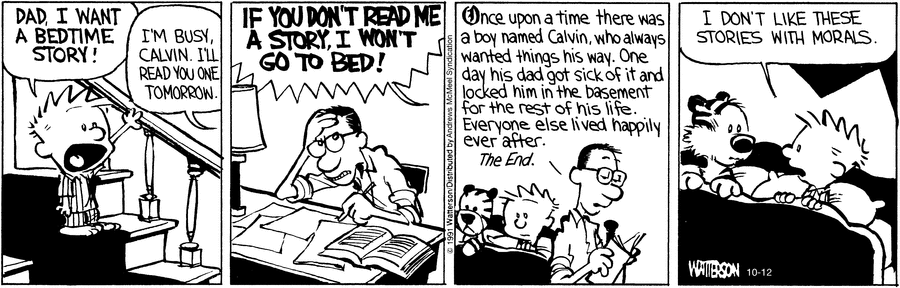 DAD, I WANT
A BEDTIME
STORY!
I'M BUSY,
CALVIN. I'LL
READ YOU ONE
TOMORROW.
IF YOU DON'T READ ME
A STORY, I WON'T
GO TO BED!
© 1991 Watterson/Distributed by Andrews McMeel Syndication
Once upon a time there was
a boy named Calvin, who always
wanted things his way. One
day his dad got sick of it and
locked him in the basement
for the rest of his life.
Everyone else lived happily
ever after.
The End.
I DON'T LIKE THESE
STORIES WITH MORALS.
WATTERSON 10-12